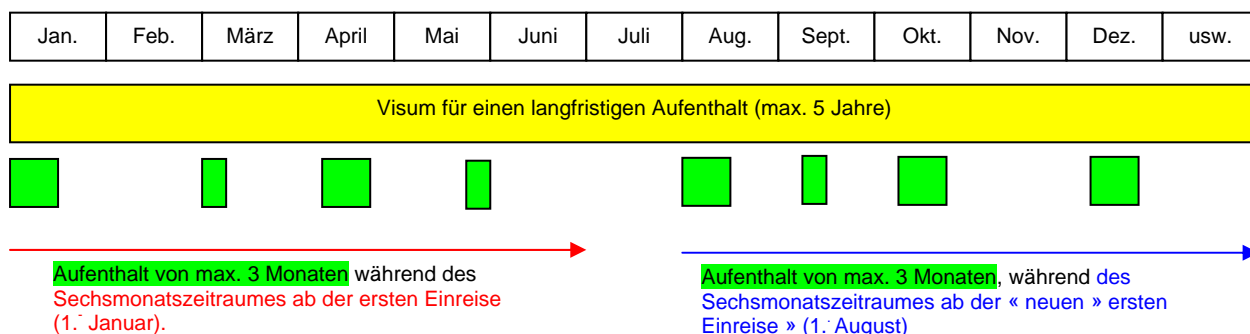 Jan. Feb. März April Mai Juni Juli Aug. Sept. Okt. Nov. Dez. usw.
Visum für einen langfristigen Aufenthalt (max. 5 Jahre)
Aufenthalt von max. 3 Monaten während des
Sechsmonatszeitraumes ab der ersten Einreise
(1. Januar).
Aufenthalt von max. 3 Monaten, während des
Sechsmonatszeitraumes ab der « neuen » ersten
Einreise » (1. August)